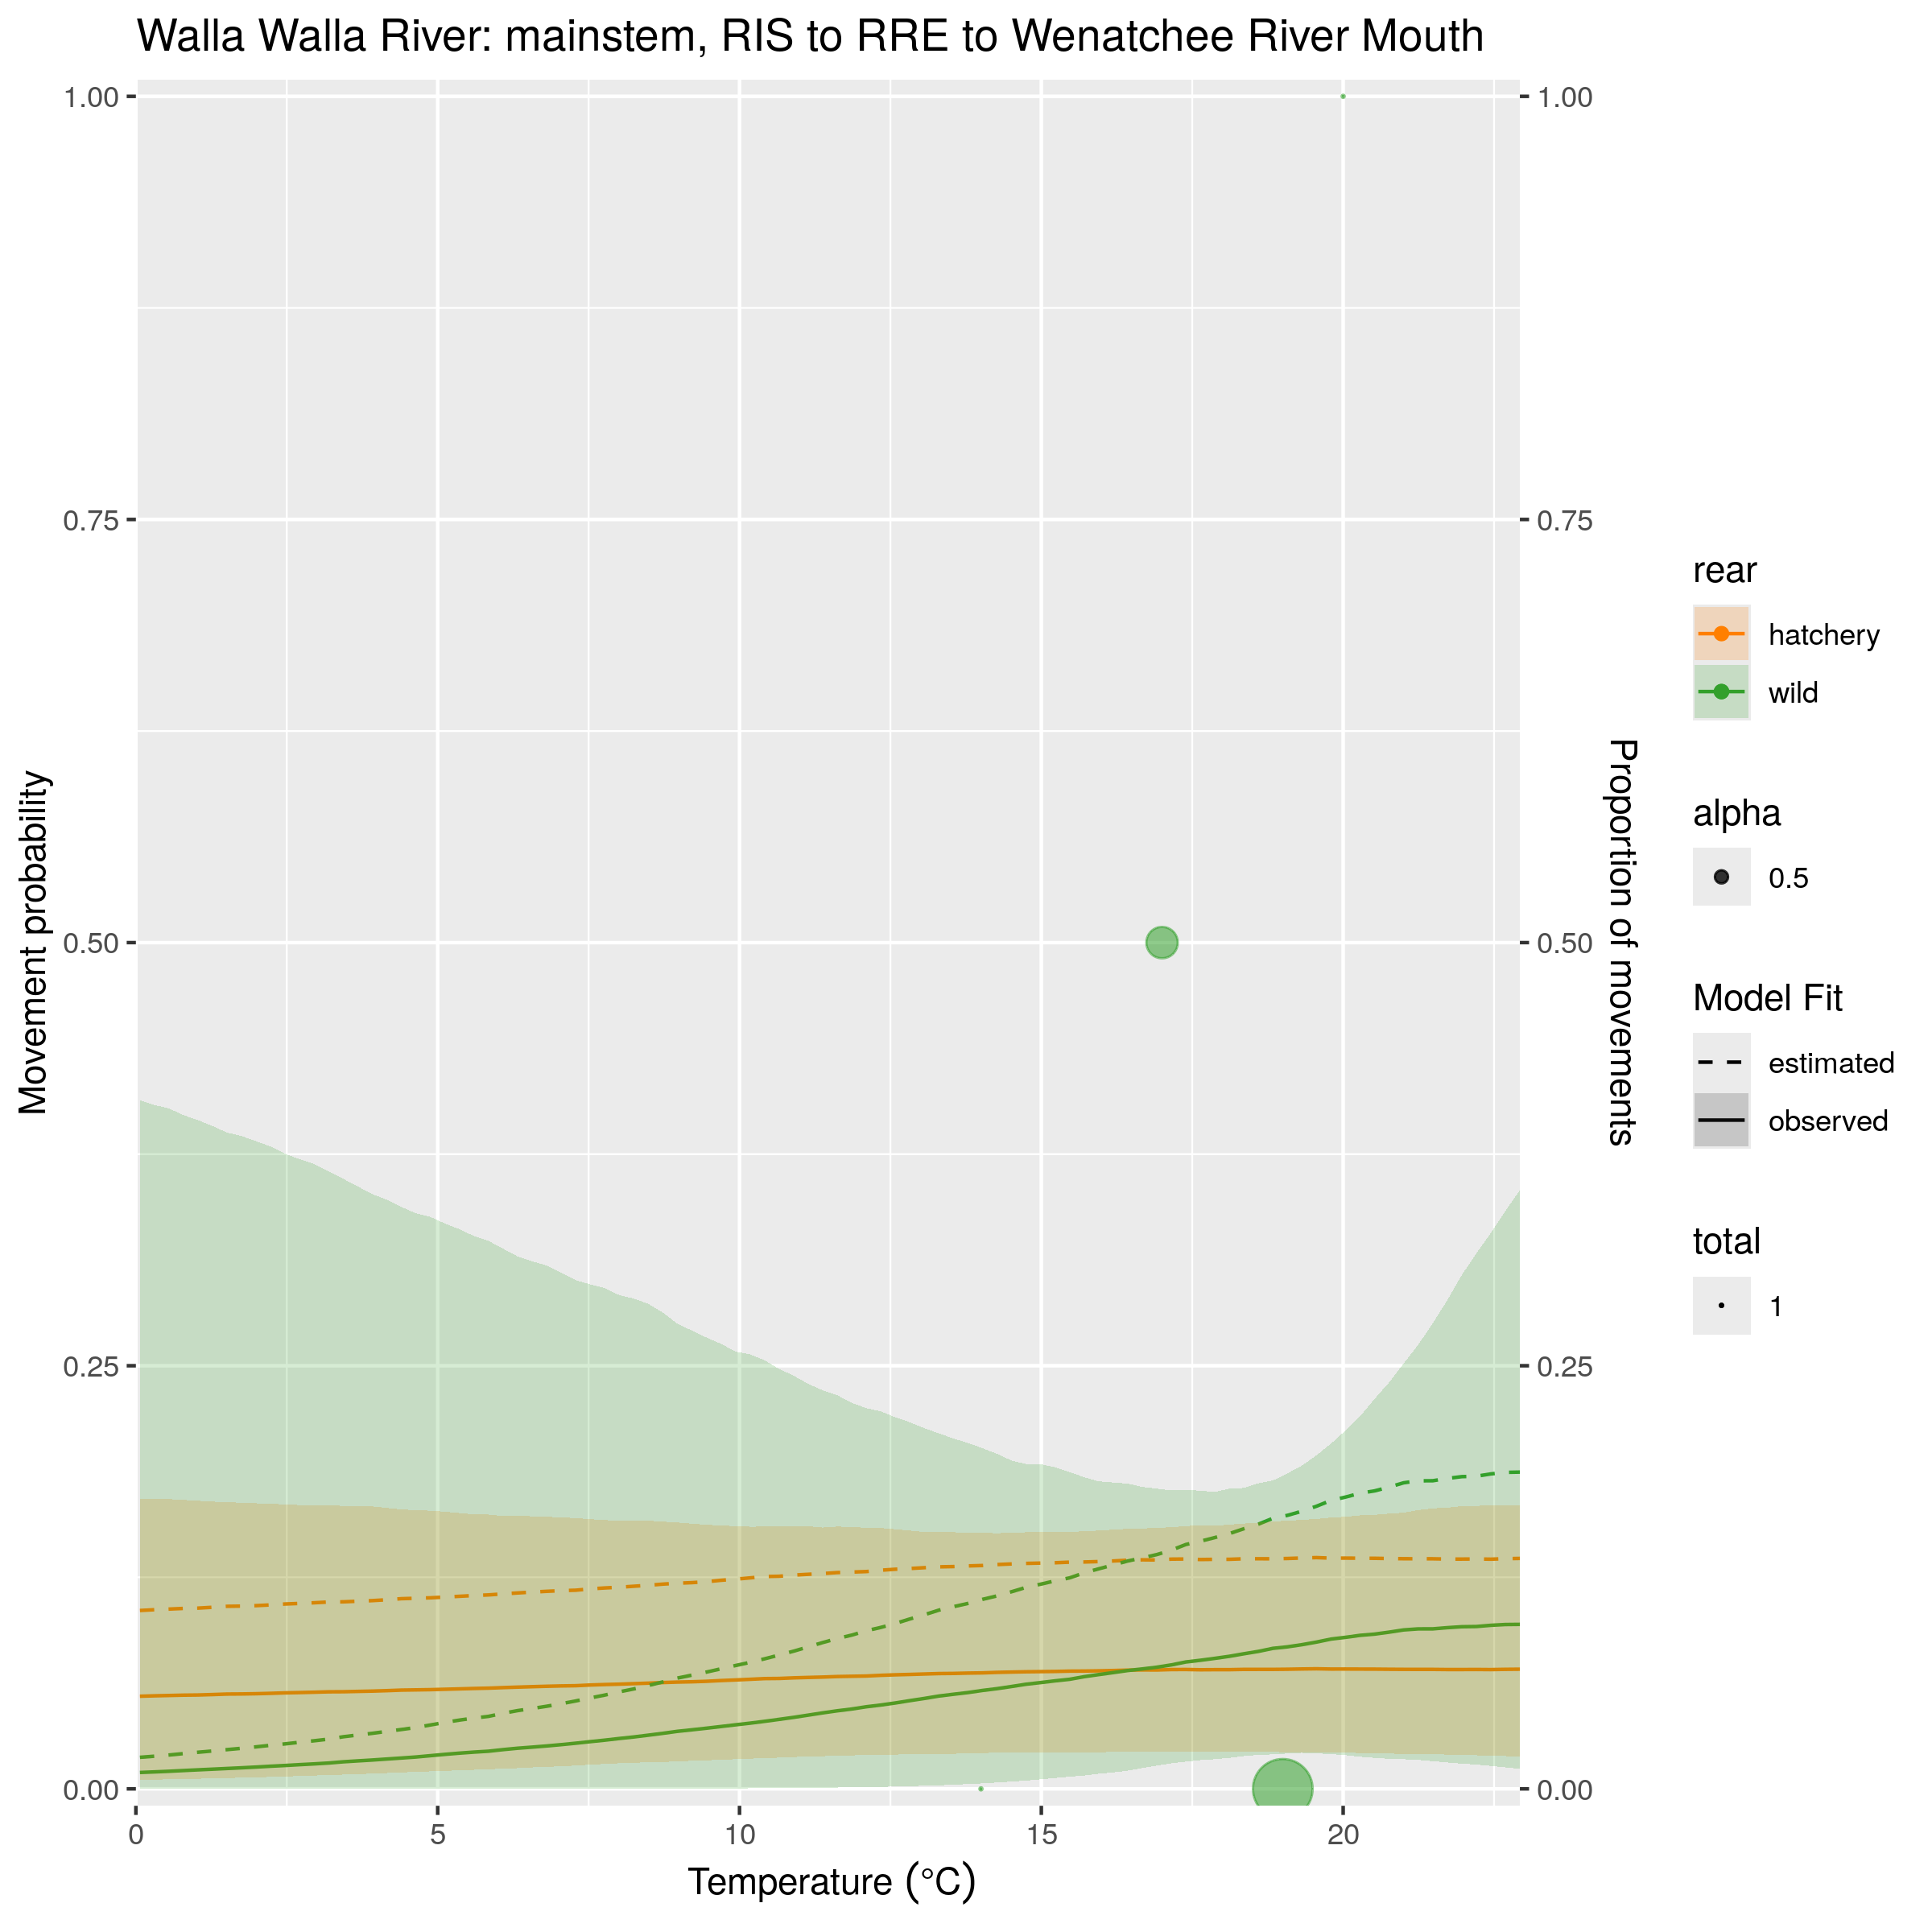 Walla Walla River: mainstem, RIS to RRE to Wenatchee River Mouth
Movement probability
1.00
0.75
0.50
0.25
0.00
0
5
10
15
20
Temperature (°C)
1.00
0.75
0.50
0.25
0.00
Proportion of movements
rear
hatchery
wild
alpha
0.5
Model Fit
estimated
observed
total
1